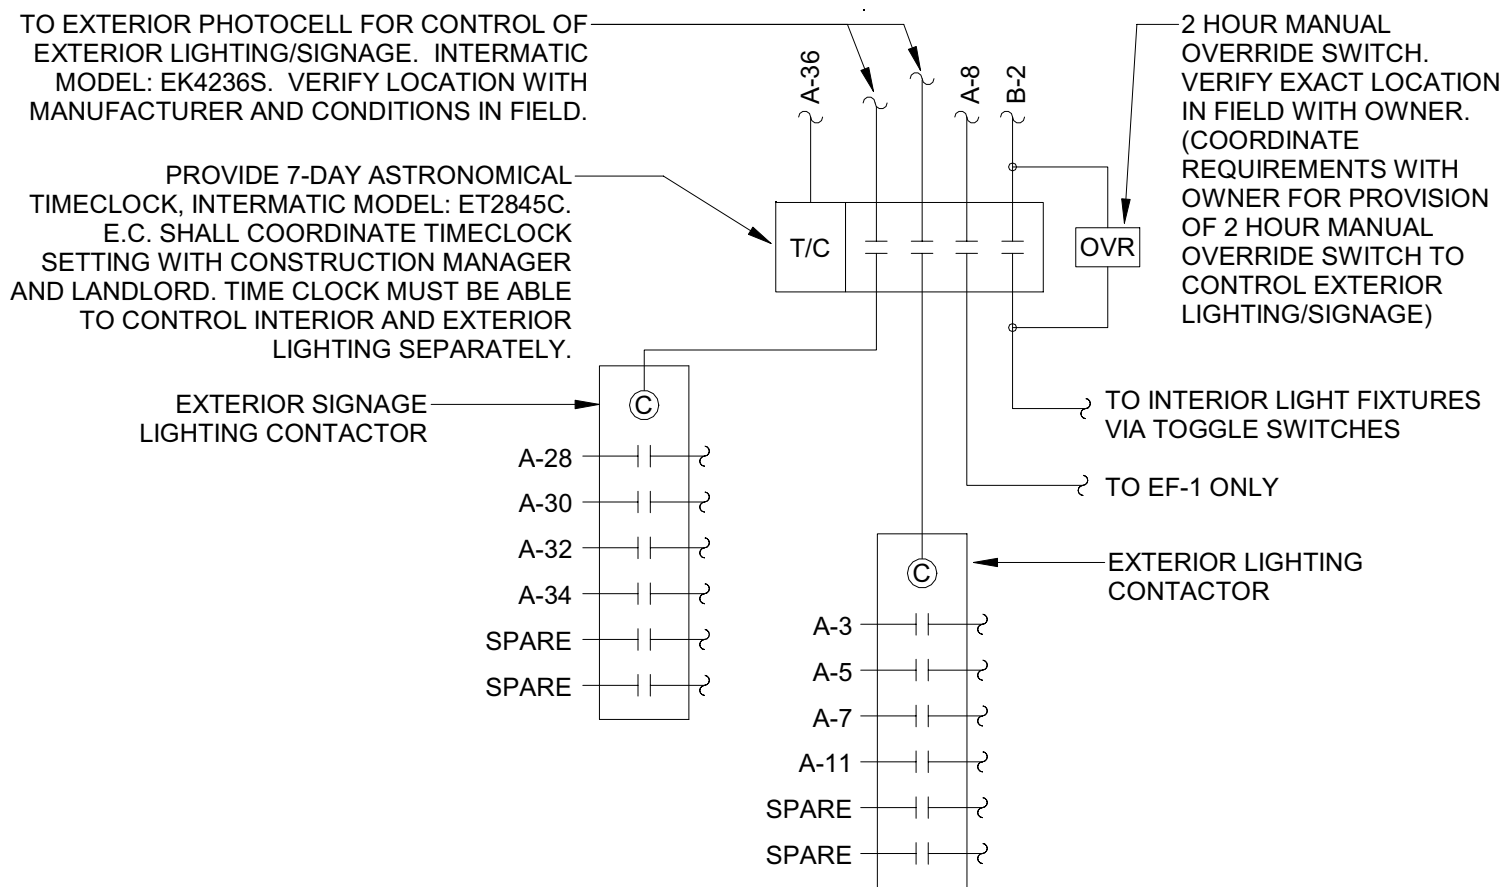 TO EXTERIOR PHOTOCELL FOR CONTROL OF
EXTERIOR LIGHTING/SIGNAGE. INTERMATIC
MODEL: EK4236S. VERIFY LOCATION WITH
MANUFACTURER AND CONDITIONS IN FIELD.
PROVIDE 7-DAY ASTRONOMICAL
TIMECLOCK, INTERMATIC MODEL: ET2845C.
E.C. SHALL COORDINATE TIMECLOCK
SETTING WITH CONSTRUCTION MANAGER
AND LANDLORD. TIME CLOCK MUST BE ABLE
TO CONTROL INTERIOR AND EXTERIOR
LIGHTING SEPARATELY.
A-36
A-8
B-2
2 HOUR MANUAL
OVERRIDE SWITCH.
VERIFY EXACT LOCATION
IN FIELD WITH OWNER.
(COORDINATE
REQUIREMENTS WITH
OWNER FOR PROVISION
OF 2 HOUR MANUAL
OVERRIDE SWITCH TO
CONTROL EXTERIOR
LIGHTING/SIGNAGE)
T/C
OVR
EXTERIOR SIGNAGE
LIGHTING CONTACTOR
C
A-28
A-30
A-32
A-34
SPARE
SPARE
TO INTERIOR LIGHT FIXTURES
VIA TOGGLE SWITCHES
TO EF-1 ONLY
EXTERIOR LIGHTING
CONTACTOR
C
A-3
A-5
A-7
A-11
SPARE
SPARE